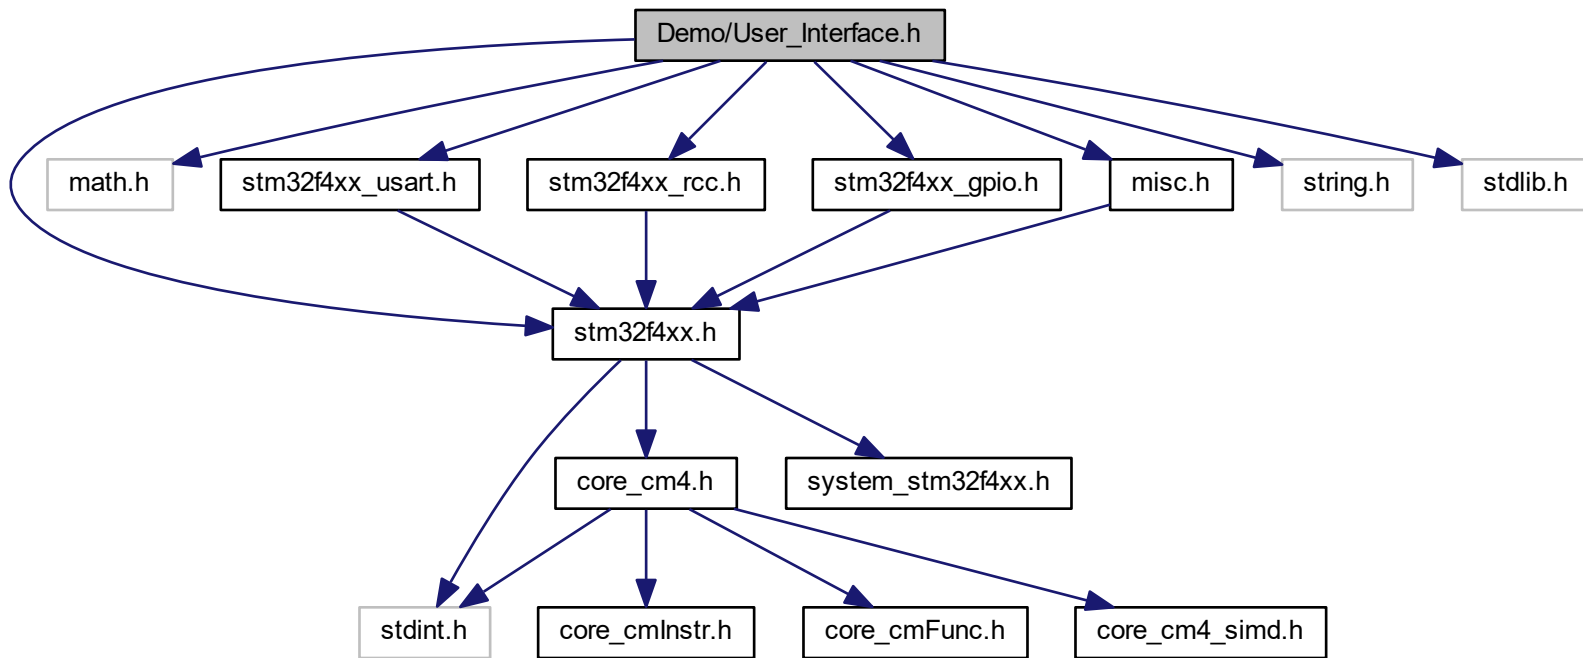 Demo/User_Interface.h
math.h
stm32f4xx_usart.h
stm32f4xx_rcc.h
stm32f4xx_gpio.h
misc.h
string.h
stdlib.h
stm32f4xx.h
core_cm4.h
system_stm32f4xx.h
stdint.h
core_cmInstr.h
core_cmFunc.h
core_cm4_simd.h